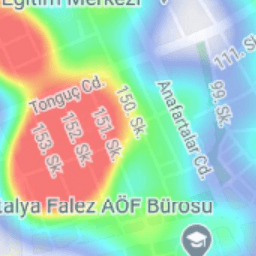 Eğitim Merkezi
Tonguç Cd.
150. Sk.
151. Sk.
152. Sk.
153. Sk.
Anafartalar Cd.
99. Sk.
111. Sk.
talya Falez AÖF Bürosu